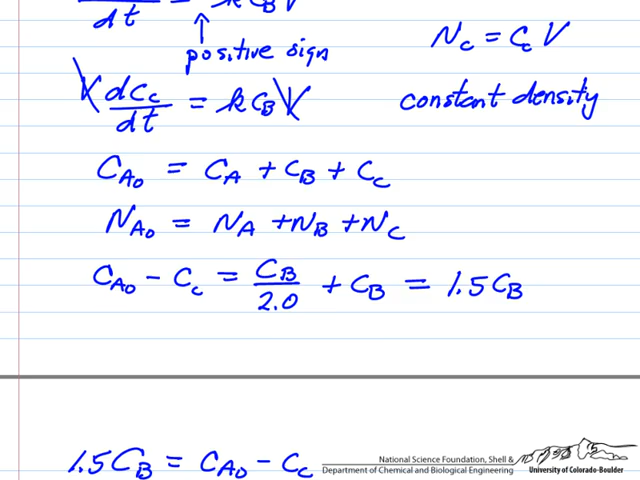 dt = k C_B V
positive sign
N_C = C_C V
V dC_C/dt = k C_B V
constant density
C_A0 = C_A + C_B + C_C
N_A0 = N_A + N_B + N_C
C_A0 - C_C = C_B/2.0 + C_B = 1.5 C_B
1.5 C_B = C_A0 - C_C
National Science Foundation, Shell &
Department of Chemical and Biological Engineering
University of Colorado-Boulder